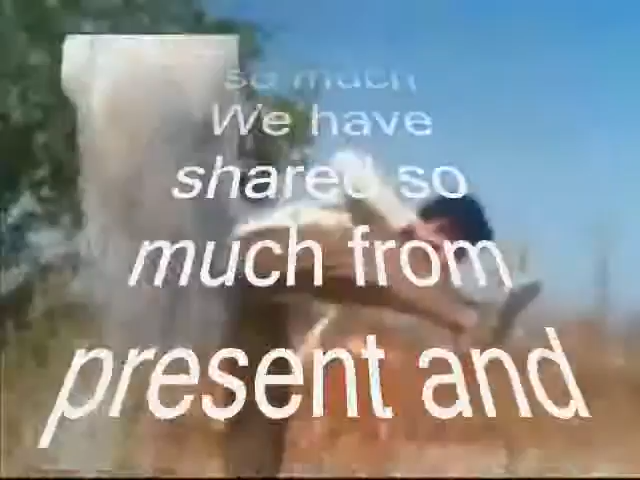 so much
We have
shared so
much from
present and